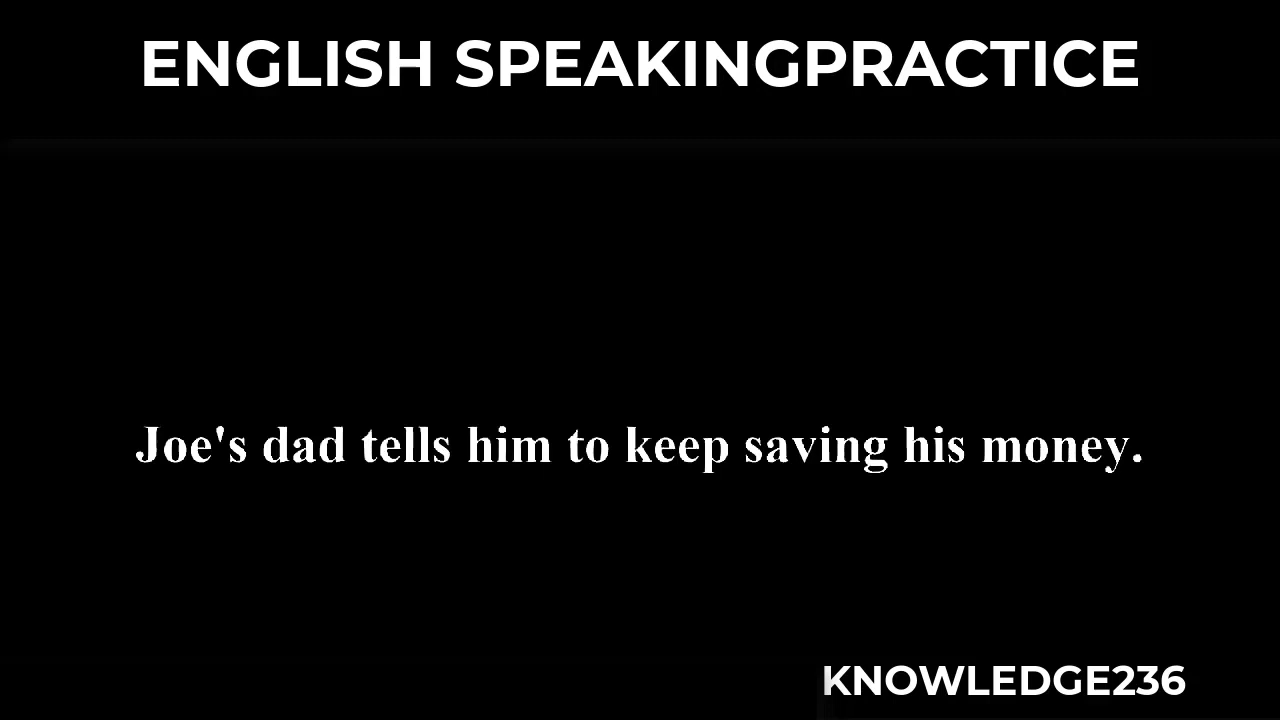 ENGLISH SPEAKINGPRACTICE
Joe's dad tells him to keep saving his money.
KNOWLEDGE236